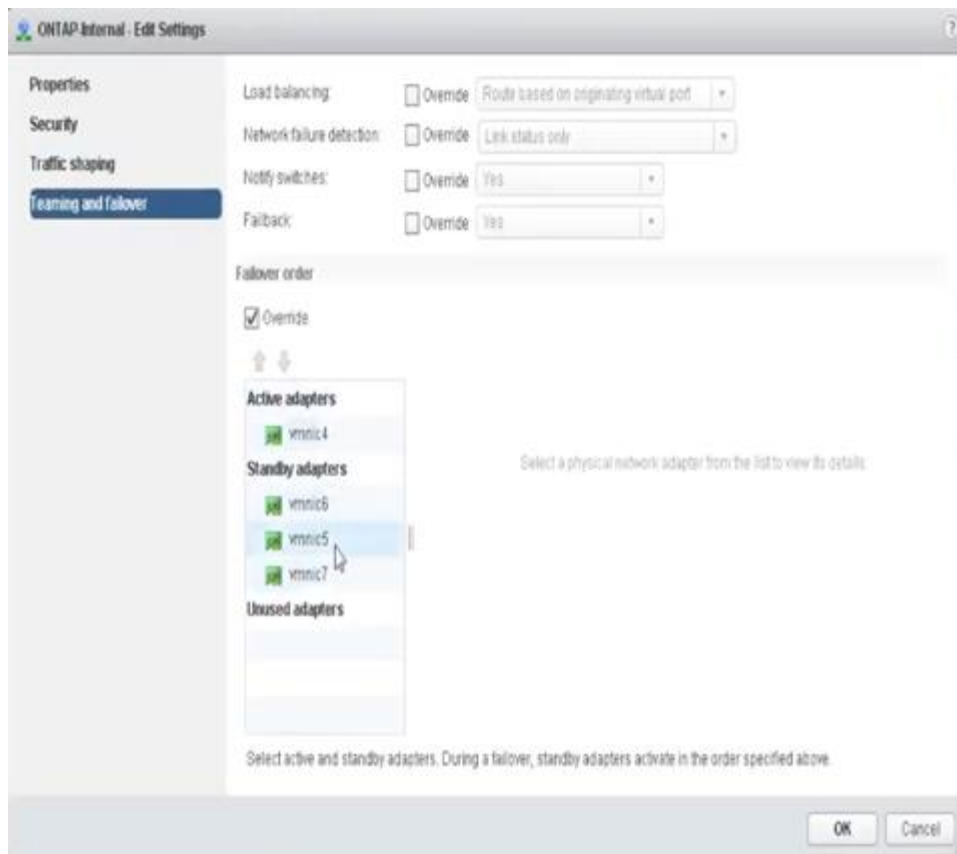 ONTAP-Internal - Edit Settings
?
Properties
Security
Traffic shaping
Teaming and failover
Load balancing: Override Route based on originating virtual port
Network failure detection: Override Link status only
Notify switches: Override Yes
Failback: Override Yes
Failover order
Override
Active adapters
vmnic4
Standby adapters
vmnic6
vmnic5
vmnic7
Unused adapters
Select a physical network adapter from the list to view its details.
Select active and standby adapters. During a failover, standby adapters activate in the order specified above.
OK Cancel